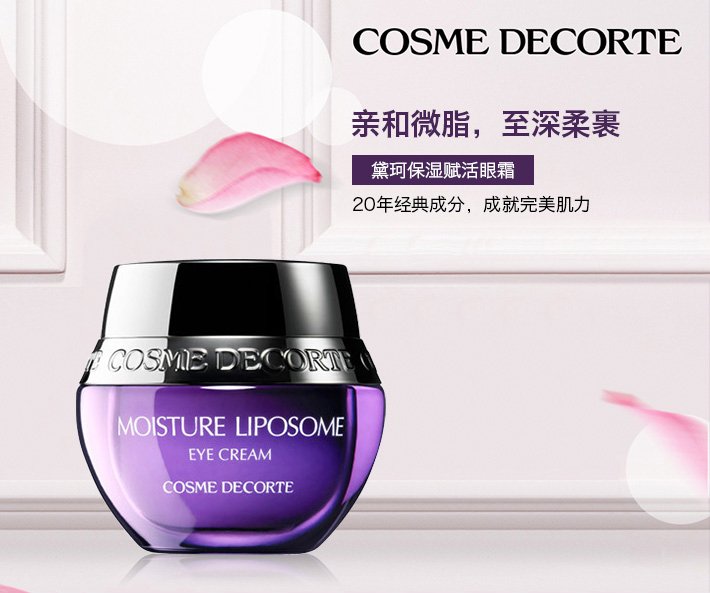 COSME DECORTE
亲和微脂，至深柔裹
黛珂保湿赋活眼霜
20年经典成分，成就完美肌力
COSME DECORTE
MOISTURE LIPOSOME
EYE CREAM
COSME DECORTE